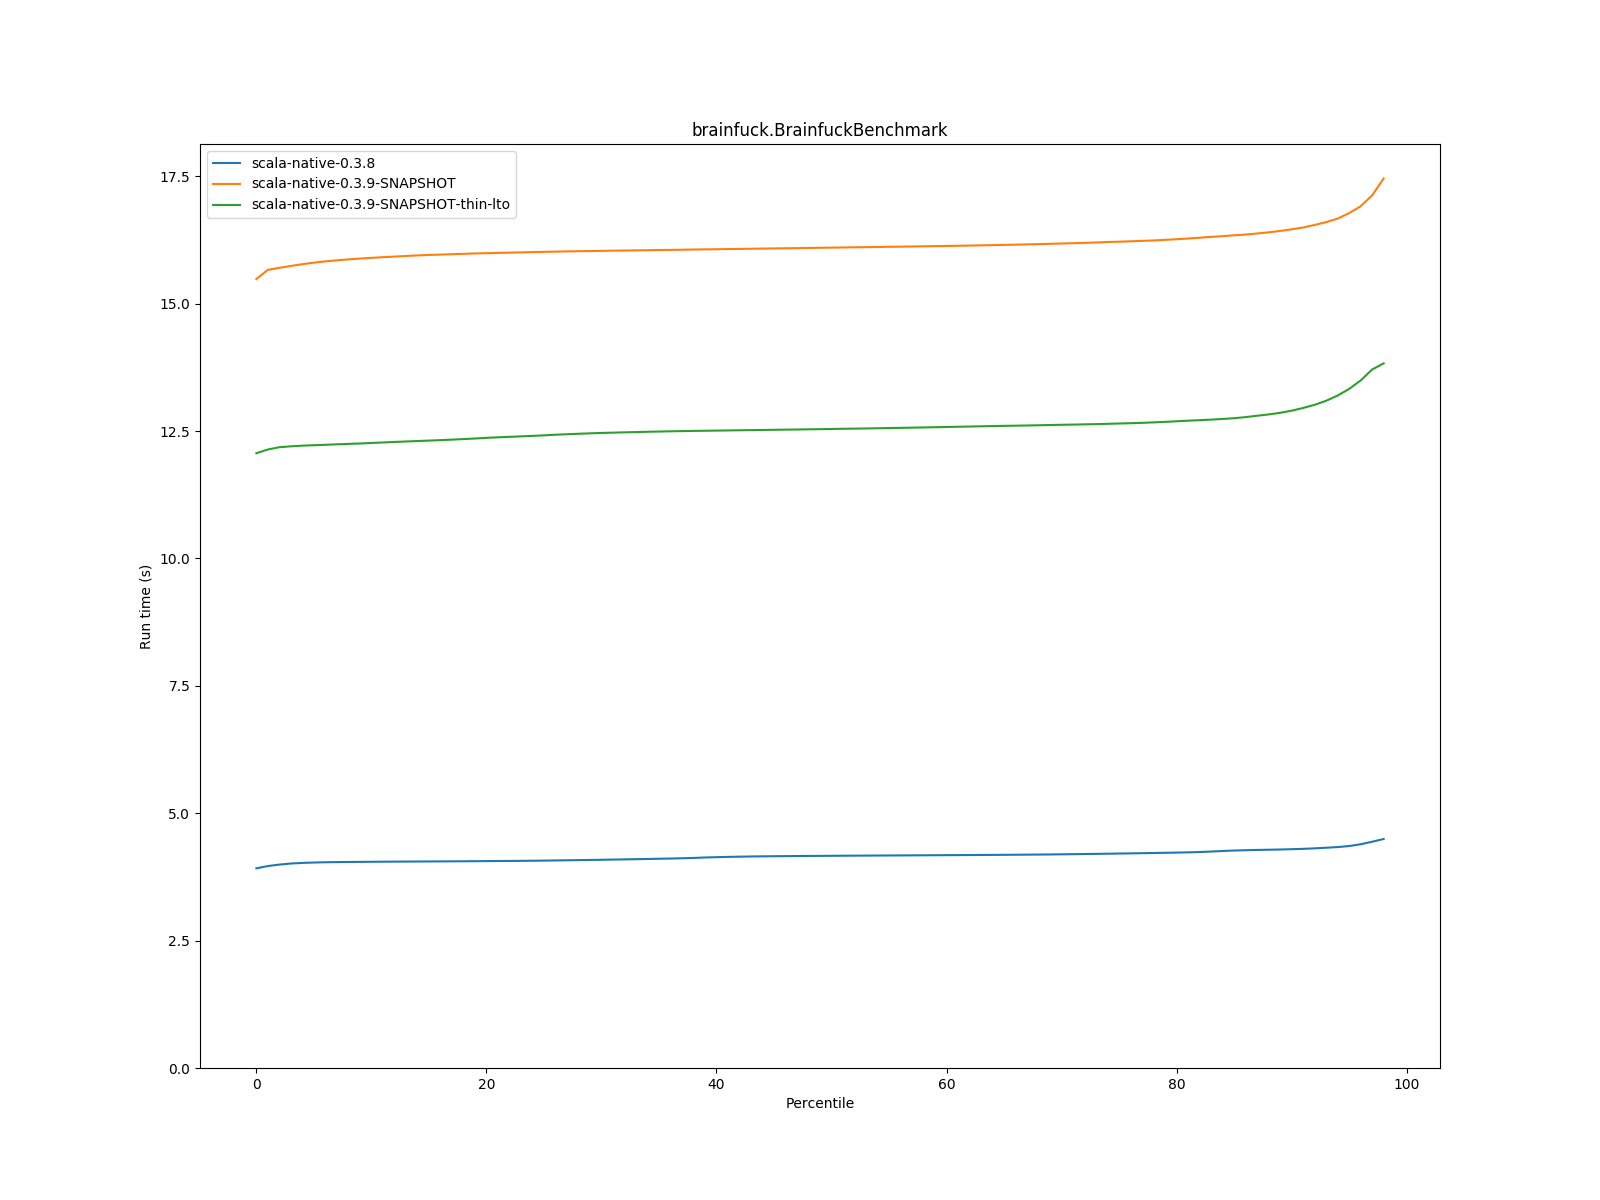 brainfuck.BrainfuckBenchmark
scala-native-0.3.8
scala-native-0.3.9-SNAPSHOT
scala-native-0.3.9-SNAPSHOT-thin-lto
17.5
15.0
12.5
10.0
7.5
5.0
2.5
0.0
Run time (s)
0 20 40 60 80 100
Percentile